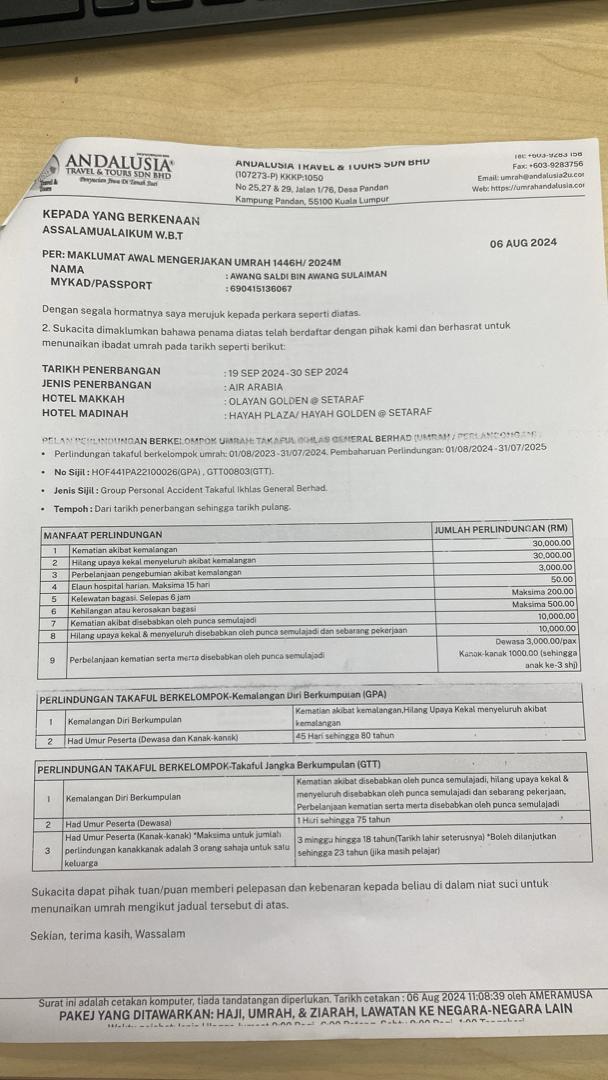 ANDALUSIA
TRAVEL & TOURS SDN BHD
Penyucian Jiwa Di Tanah Suci
Travel &
Tours
ANDALUSIA TRAVEL & TOURS SDN BHD
(107273-P) KKKP:1050
No 25,27 & 29, Jalan 1/76, Desa Pandan
Kampung Pandan, 55100 Kuala Lumpur
Tel: +603-9283 156
Fax: +603-9283756
Email: umrah@andalusia2u.com
Web: https://umrahandalusia.com
KEPADA YANG BERKENAAN
ASSALAMUALAIKUM W.B.T
06 AUG 2024
PER: MAKLUMAT AWAL MENGERJAKAN UMRAH 1446H/ 2024M
NAMA : AWANG SALDI BIN AWANG SULAIMAN
MYKAD/PASSPORT : 690415136067
Dengan segala hormatnya saya merujuk kepada perkara seperti diatas.
2. Sukacita dimaklumkan bahawa penama diatas telah berdaftar dengan pihak kami dan berhasrat untuk
menunaikan ibadat umrah pada tarikh seperti berikut:
TARIKH PENERBANGAN : 19 SEP 2024-30 SEP 2024
JENIS PENERBANGAN : AIR ARABIA
HOTEL MAKKAH : OLAYAN GOLDEN @ SETARAF
HOTEL MADINAH : HAYAH PLAZA/ HAYAH GOLDEN @ SETARAF
PELAN PERLINDUNGAN BERKELOMPOK UMRAH: TAKAFUL IKHLAS GENERAL BERHAD (UMRAH / PERLANCONGAN).
• Perlindungan takaful berkelompok umrah: 01/08/2023-31/07/2024. Pembaharuan Perlindungan: 01/08/2024-31/07/2025
• No Sijil : HOF441PA22100026(GPA) , GTT00803(GTT).
• Jenis Sijil : Group Personal Accident Takaful Ikhlas General Berhad.
• Tempoh : Dari tarikh penerbangan sehingga tarikh pulang.
MANFAAT PERLINDUNGAN JUMLAH PERLINDUNGAN (RM)
1 Kematian akibat kemalangan 30,000.00
2 Hilang upaya kekal menyeluruh akibat kemalangan 30,000.00
3 Perbelanjaan pengebumian akibat kemalangan 3,000.00
4 Elaun hospital harian. Maksima 15 hari 50.00
5 Kelewatan bagasi. Selepas 6 jam Maksima 200.00
6 Kehilangan atau kerosakan bagasi Maksima 500.00
7 Kematian akibat disebabkan oleh punca semulajadi 10,000.00
8 Hilang upaya kekal & menyeluruh disebabkan oleh punca semulajadi dan sebarang pekerjaan 10,000.00
9 Perbelanjaan kematian serta merta disebabkan oleh punca semulajadi Dewasa 3,000.00/pax
Kanak-kanak 1000.00 (sehingga
anak ke-3 shj)
PERLINDUNGAN TAKAFUL BERKELOMPOK-Kemalangan Diri Berkumpulan (GPA)
1 Kemalangan Diri Berkumpulan Kematian akibat kemalangan,Hilang Upaya Kekal menyeluruh akibat
kemalangan
2 Had Umur Peserta (Dewasa dan Kanak-kanak) 45 Hari sehingga 80 tahun
PERLINDUNGAN TAKAFUL BERKELOMPOK-Takaful Jangka Berkumpulan (GTT)
1 Kemalangan Diri Berkumpulan Kematian akibat disebabkan oleh punca semulajadi, hilang upaya kekal &
menyeluruh disebabkan oleh punca semulajadi dan sebarang pekerjaan,
Perbelanjaan kematian serta merta disebabkan oleh punca semulajadi
2 Had Umur Peserta (Dewasa) 1 Hari sehingga 75 tahun
3 Had Umur Peserta (Kanak-kanak) *Maksima untuk jumlah
perlindungan kanakkanak adalah 3 orang sahaja untuk satu
keluarga
3 minggu hingga 18 tahun(Tarikh lahir seterusnya) *Boleh dilanjutkan
sehingga 23 tahun (jika masih pelajar)
Sukacita dapat pihak tuan/puan memberi pelepasan dan kebenaran kepada beliau di dalam niat suci untuk
menunaikan umrah mengikut jadual tersebut di atas.
Sekian, terima kasih, Wassalam
Surat ini adalah cetakan komputer, tiada tandatangan diperlukan. Tarikh cetakan : 06 Aug 2024 11:08:39 oleh AMERAMUSA
PAKEJ YANG DITAWARKAN: HAJI, UMRAH, & ZIARAH, LAWATAN KE NEGARA-NEGARA LAIN